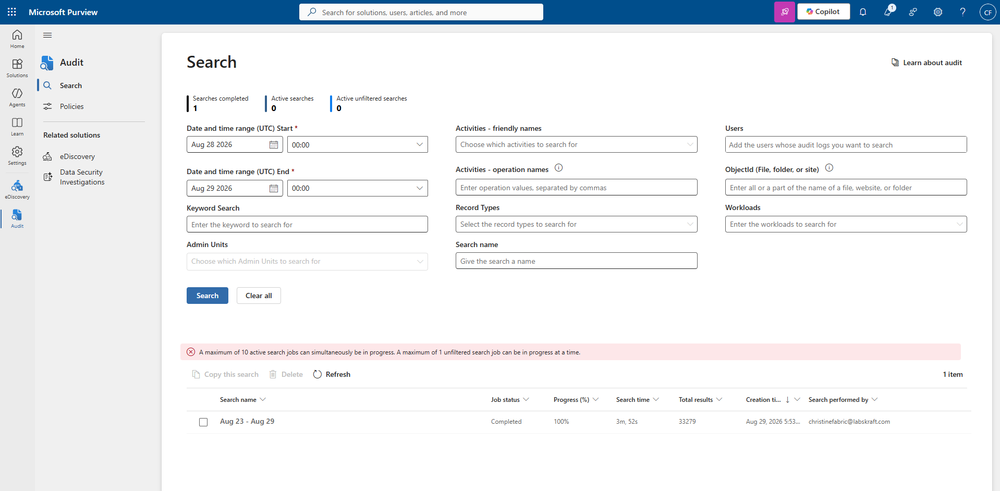 Microsoft Purview
Search for solutions, users, articles, and more
Copilot
1
?
CF
Home
Solutions
Agents
Learn
Settings
eDiscovery
Audit
Audit
Search
Policies
Related solutions
eDiscovery
Data Security
Investigations
Search
Learn about audit
Searches completed
1
Active searches
0
Active unfiltered searches
0
Date and time range (UTC) Start *
Aug 28 2026
00:00
Activities - friendly names
Choose which activities to search for
Users
Add the users whose audit logs you want to search
Date and time range (UTC) End *
Aug 29 2026
00:00
Activities - operation names
Enter operation values, separated by commas
ObjectId (File, folder, or site)
Enter all or a part of the name of a file, website, or folder
Keyword Search
Enter the keyword to search for
Record Types
Select the record types to search for
Workloads
Enter the workloads to search for
Admin Units
Choose which Admin Units to search for
Search name
Give the search a name
Search
Clear all
A maximum of 10 active search jobs can simultaneously be in progress. A maximum of 1 unfiltered search job can be in progress at a time.
Copy this search
Delete
Refresh
1 item
Search name
Job status
Progress (%)
Search time
Total results
Creation ti...
Search performed by
Aug 23 - Aug 29
Completed
100%
3m, 52s
33279
Aug 29, 2026 5:53...
christinefabric@labskraft.com